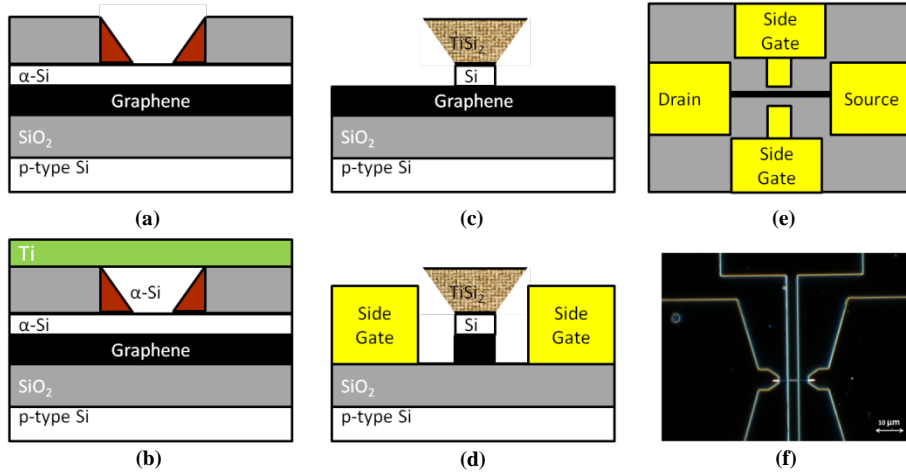 α-Si
Graphene
SiO₂
p-type Si
(a)
TiSi₂
Si
Graphene
SiO₂
p-type Si
(c)
Side
Gate
Drain
Source
Side
Gate
(e)
Ti
α-Si
α-Si
Graphene
SiO₂
p-type Si
(b)
TiSi₂
Side
Gate
Si
Side
Gate
SiO₂
p-type Si
(d)
10 μm
(f)